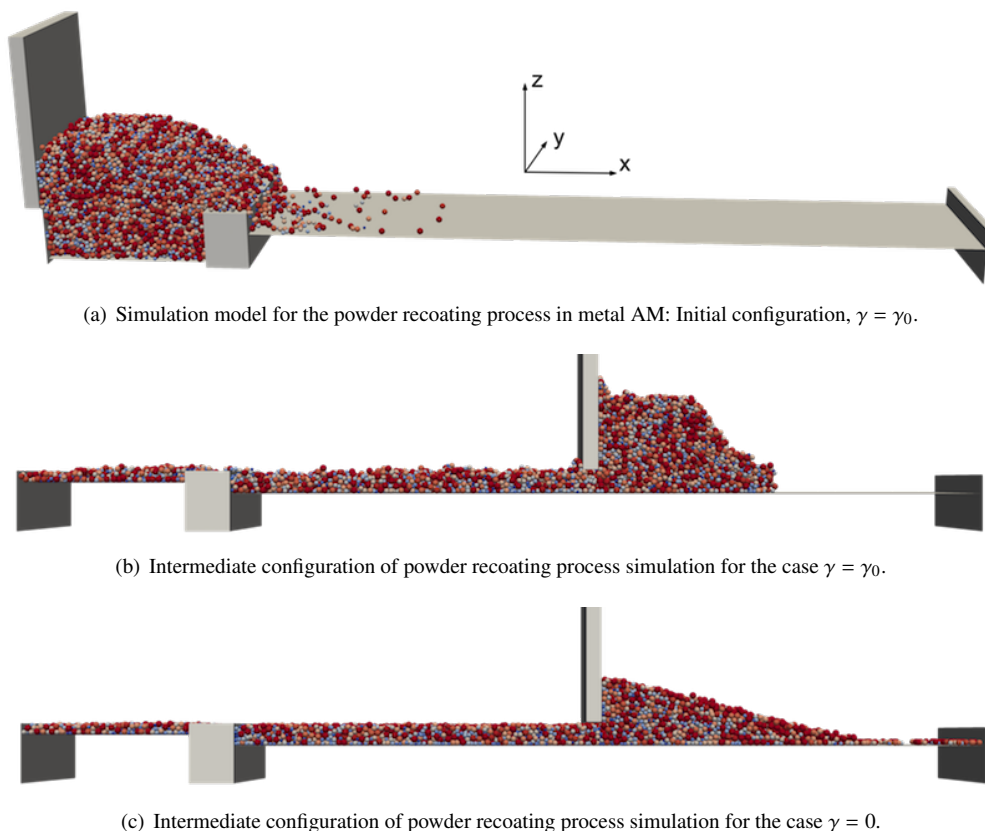 z
y
x
(a) Simulation model for the powder recoating process in metal AM: Initial configuration, γ = γ₀.
(b) Intermediate configuration of powder recoating process simulation for the case γ = γ₀.
(c) Intermediate configuration of powder recoating process simulation for the case γ = 0.